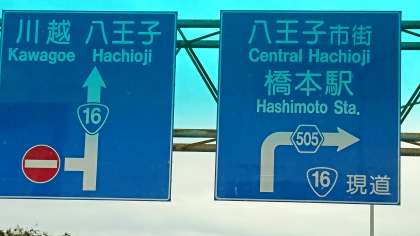 川越 八王子
Kawagoe Hachioji
16
八王子市街
Central Hachioji
橋本駅
Hashimoto Sta.
505
16 現道